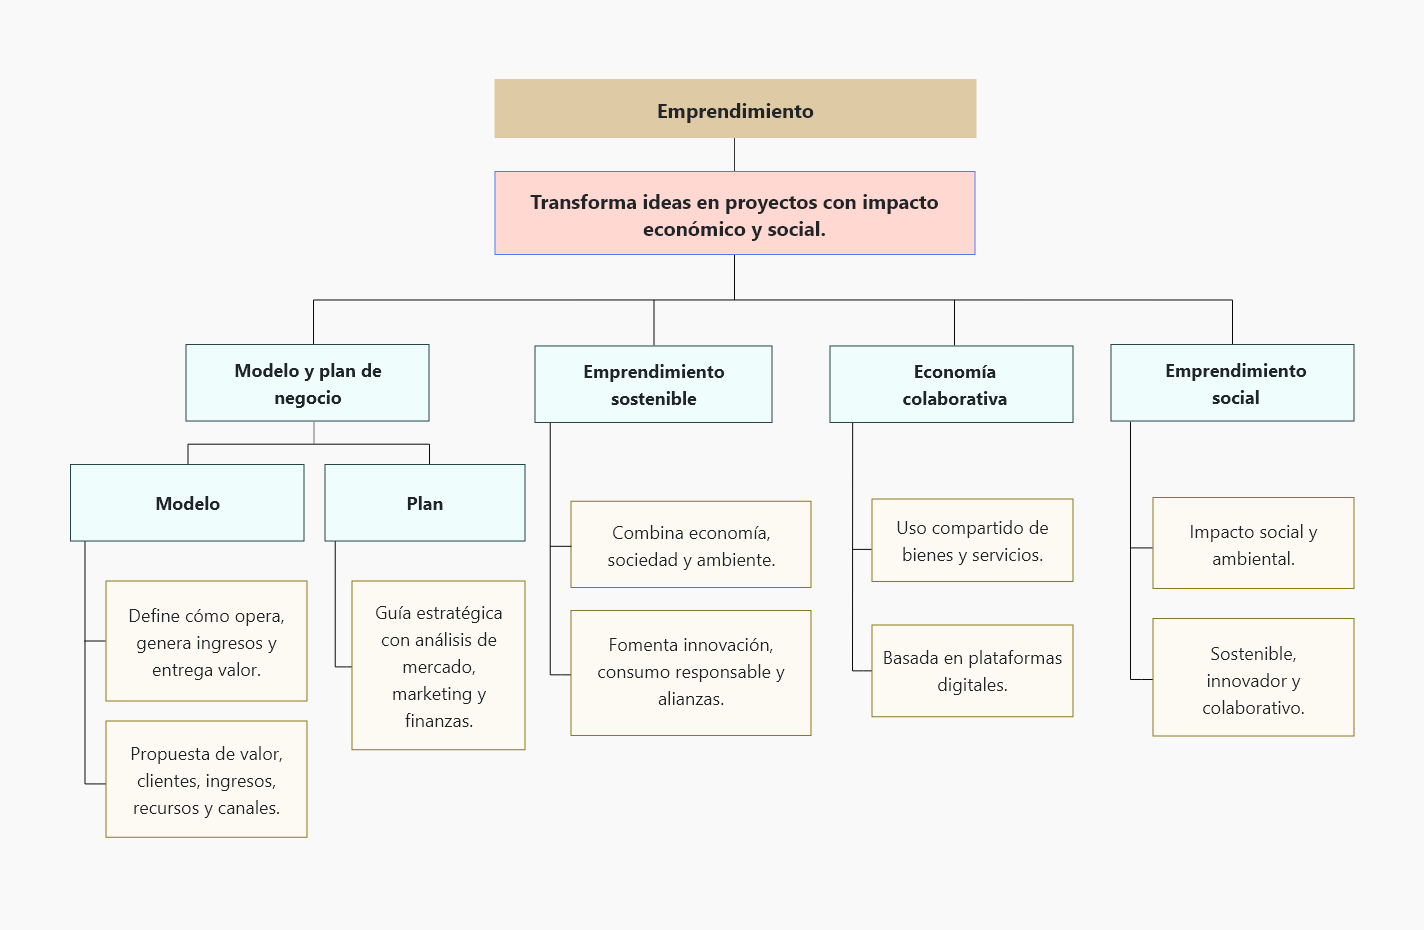 Emprendimiento
Transforma ideas en proyectos con impacto
económico y social.
Modelo y plan de
negocio
Emprendimiento
sostenible
Economía
colaborativa
Emprendimiento
social
Modelo
Plan
Define cómo opera,
genera ingresos y
entrega valor.
Propuesta de valor,
clientes, ingresos,
recursos y canales.
Guía estratégica
con análisis de
mercado,
marketing y
finanzas.
Combina economía,
sociedad y ambiente.
Fomenta innovación,
consumo responsable y
alianzas.
Uso compartido de
bienes y servicios.
Basada en plataformas
digitales.
Impacto social y
ambiental.
Sostenible,
innovador y
colaborativo.